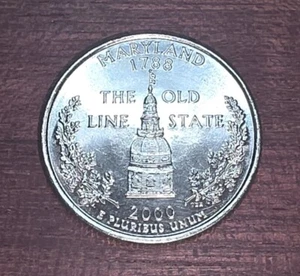 MARYLAND
1788
THE OLD
LINE STATE
2000
E PLURIBUS UNUM